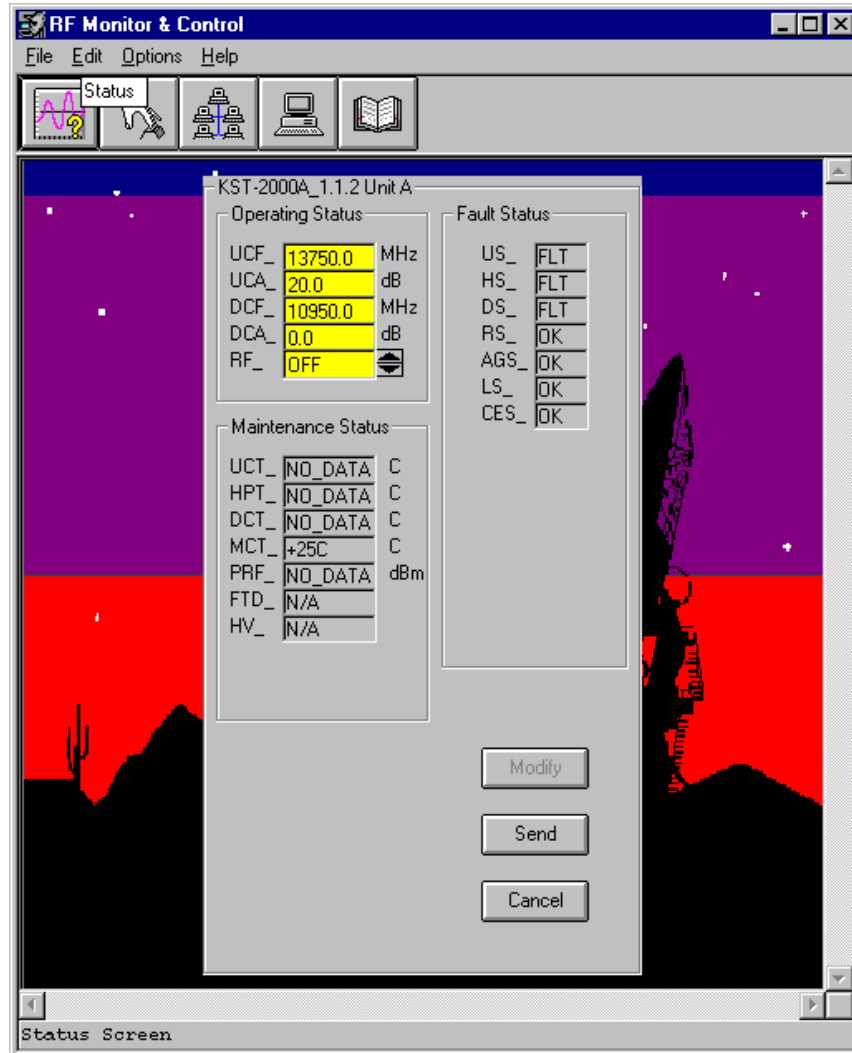 RF Monitor & Control
File Edit Options Help
Status
KST-2000A_1.1.2 Unit A
Operating Status
UCF_ 13750.0 MHz
UCA_ 20.0 dB
DCF_ 10950.0 MHz
DCA_ 0.0 dB
RF_ OFF
Maintenance Status
UCT_ NO_DATA C
HPT_ NO_DATA C
DCT_ NO_DATA C
MCT_ +25C C
PRF_ NO_DATA dBm
FTD_ N/A
HV_ N/A
Fault Status
US_ FLT
HS_ FLT
DS_ FLT
RS_ OK
AGS_ OK
LS_ OK
CES_ OK
Modify
Send
Cancel
Status Screen